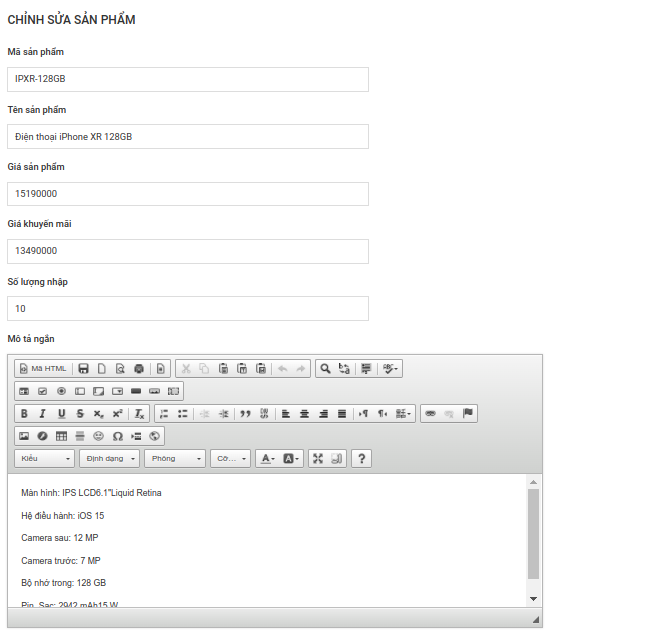 CHỈNH SỬA SẢN PHẨM
Mã sản phẩm
IPXR-128GB
Tên sản phẩm
Điện thoại iPhone XR 128GB
Giá sản phẩm
15190000
Giá khuyến mãi
13490000
Số lượng nhập
10
Mô tả ngắn
Mã HTML
Kiểu
Định dạng
Phông
Cỡ...
Màn hình: IPS LCD6.1"Liquid Retina
Hệ điều hành: iOS 15
Camera sau: 12 MP
Camera trước: 7 MP
Bộ nhớ trong: 128 GB
Pin, Sạc: 2942 mAh15 W